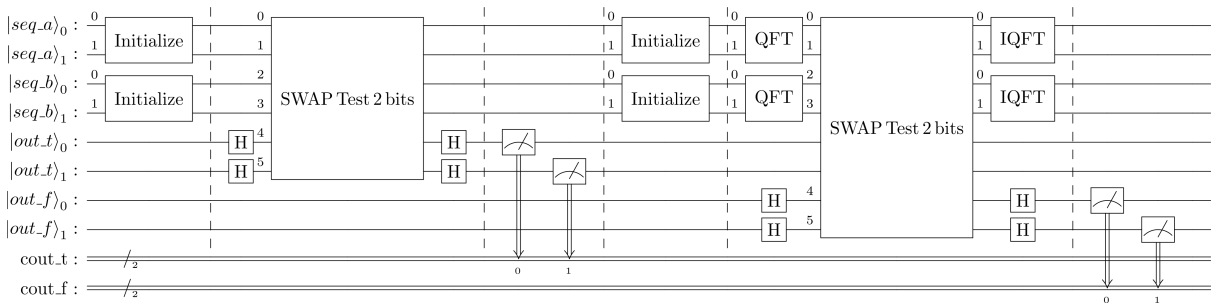 |seq_a⟩0 : 0 Initialize 0 0 Initialize 0 QFT 0 0 IQFT
|seq_a⟩1 : 1 1 1 1 1 1
|seq_b⟩0 : 0 Initialize 2 0 Initialize 0 QFT 2 0 IQFT
|seq_b⟩1 : 1 3 SWAP Test 2 bits 1 1 3 1
SWAP Test 2 bits
|out_t⟩0 : H 4 H
|out_t⟩1 : H 5 H
|out_f⟩0 : H 4 H
|out_f⟩1 : H 5 H
cout_t : 2 0 1
cout_f : 2 0 1